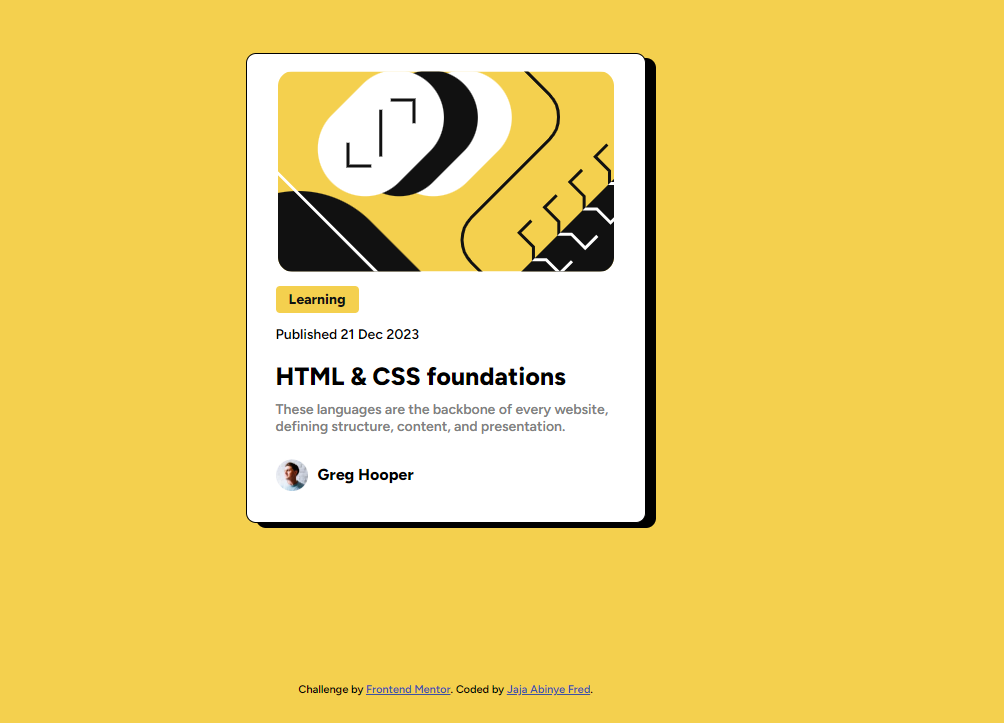 Learning
Published 21 Dec 2023
HTML & CSS foundations
These languages are the backbone of every website,
defining structure, content, and presentation.
Greg Hooper
Challenge by Frontend Mentor. Coded by Jaja Abinye Fred.